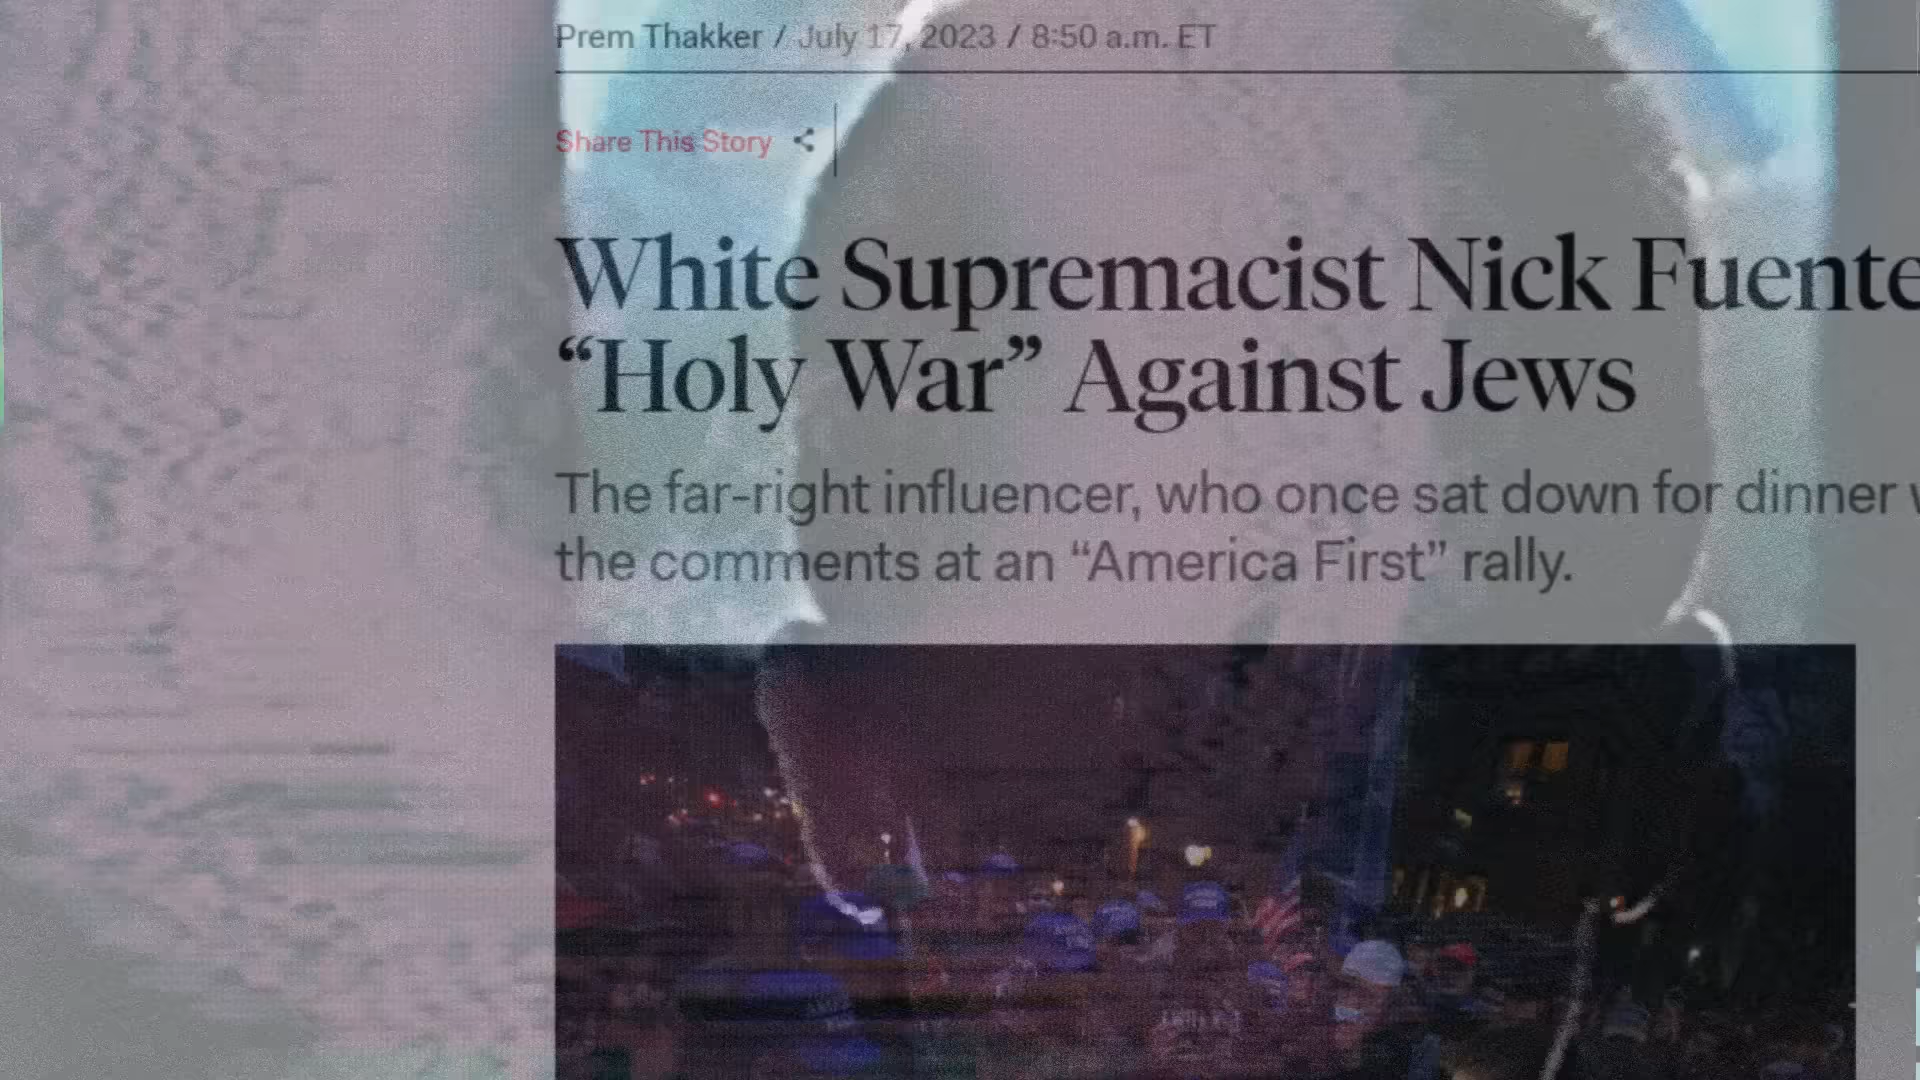 Prem Thakker / July 17, 2023 / 8:50 a.m. ET
Share This Story
White Supremacist Nick Fuente
“Holy War” Against Jews
The far-right influencer, who once sat down for dinner
the comments at an “America First” rally.